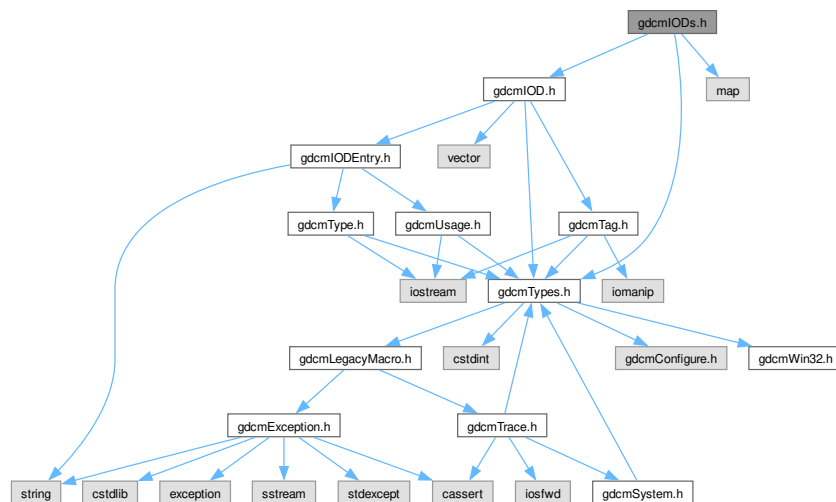 gdcmIODs.h
gdcmIOD.h
map
gdcmIODEntry.h
vector
gdcmType.h
gdcmUsage.h
gdcmTag.h
iostream
gdcmTypes.h
iomanip
gdcmLegacyMacro.h
cstdint
gdcmConfigure.h
gdcmWin32.h
gdcmException.h
gdcmTrace.h
string
cstdlib
exception
sstream
stdexcept
cassert
iosfwd
gdcmSystem.h